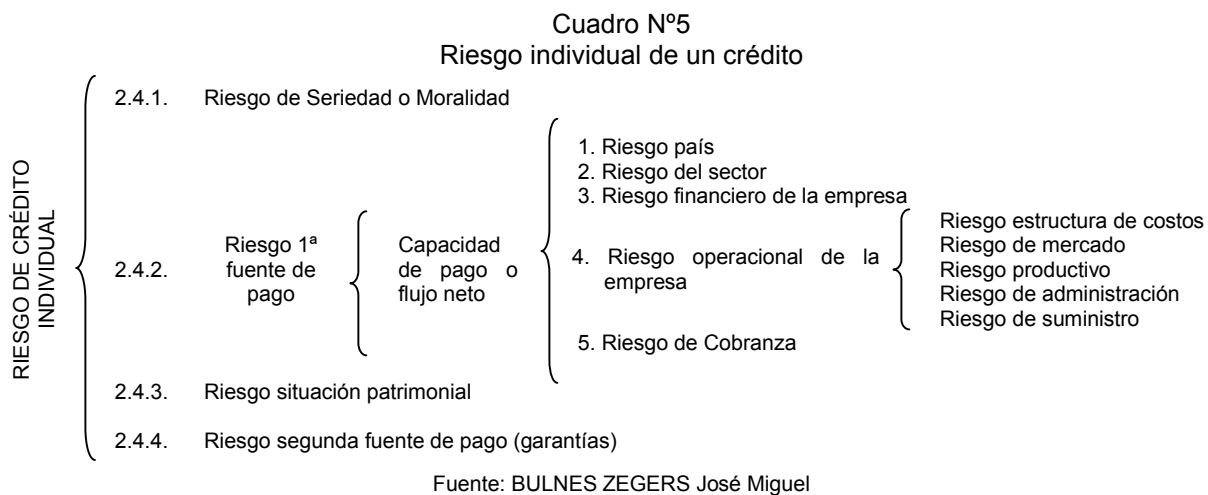 Cuadro Nº5
Riesgo individual de un crédito
RIESGO DE CRÉDITO
INDIVIDUAL
2.4.1. Riesgo de Seriedad o Moralidad
2.4.2.
Riesgo 1ª
fuente de
pago
Capacidad
de pago o
flujo neto
1. Riesgo país
2. Riesgo del sector
3. Riesgo financiero de la empresa
4. Riesgo operacional de la
empresa
Riesgo estructura de costos
Riesgo de mercado
Riesgo productivo
Riesgo de administración
Riesgo de suministro
5. Riesgo de Cobranza
2.4.3. Riesgo situación patrimonial
2.4.4. Riesgo segunda fuente de pago (garantías)
Fuente: BULNES ZEGERS José Miguel